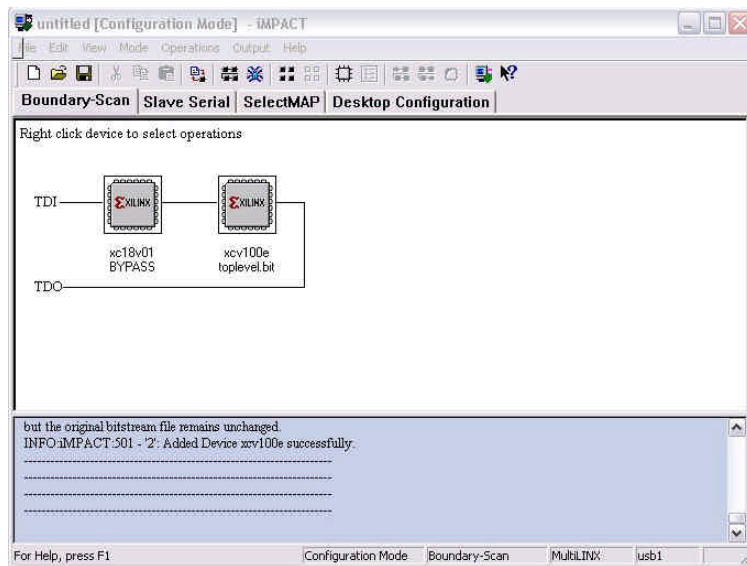 untitled [Configuration Mode] - iMPACT
File Edit View Mode Operations Output Help
Boundary-Scan Slave Serial SelectMAP Desktop Configuration
Right click device to select operations
TDI
XILINX
XILINX
xc18v01
BYPASS
xcv100e
toplevel.bit
TDO
but the original bitstream file remains unchanged.
INFO:iMPACT:501 - '2': Added Device xcv100e successfully.
----------------------------------------------------------------------
----------------------------------------------------------------------
----------------------------------------------------------------------
----------------------------------------------------------------------
For Help, press F1 Configuration Mode Boundary-Scan MultiLINX usb1